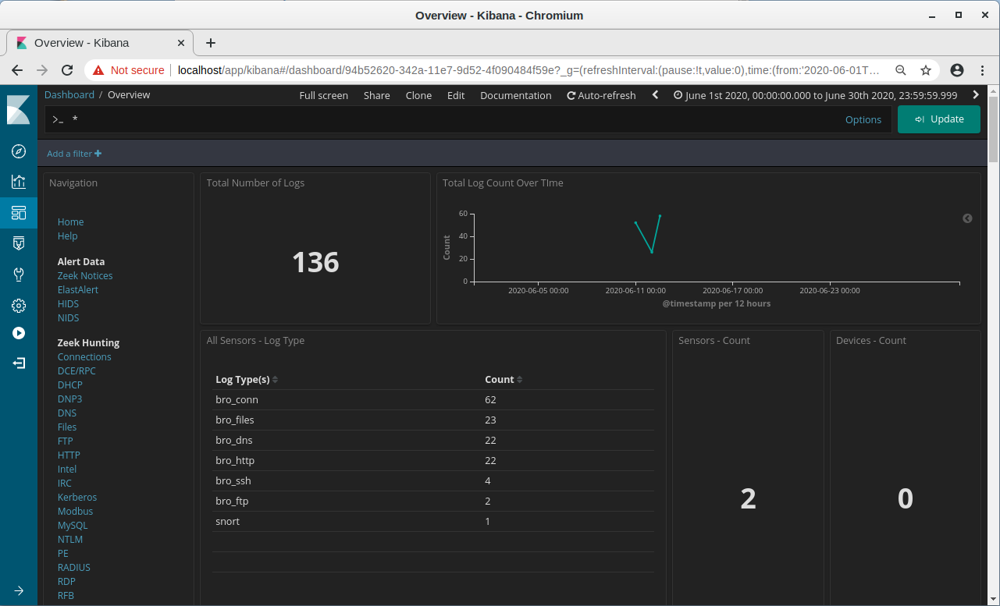 Overview - Kibana - Chromium
Overview - Kibana
Not secure
localhost/app/kibana#/dashboard/94b52620-342a-11e7-9d52-4f090484f59e?_g=(refreshInterval:(pause:!t,value:0),time:(from:'2020-06-01T…
Dashboard / Overview
Full screen
Share
Clone
Edit
Documentation
Auto-refresh
June 1st 2020, 00:00:00.000 to June 30th 2020, 23:59:59.999
>_ *
Options
Update
Add a filter +
Navigation
Home
Help
Alert Data
Zeek Notices
ElastAlert
HIDS
NIDS
Zeek Hunting
Connections
DCE/RPC
DHCP
DNP3
DNS
Files
FTP
HTTP
Intel
IRC
Kerberos
Modbus
MySQL
NTLM
PE
RADIUS
RDP
RFB
Total Number of Logs
136
Total Log Count Over TIme
Count
60
40
20
0
2020-06-05 00:00
2020-06-11 00:00
2020-06-17 00:00
2020-06-23 00:00
@timestamp per 12 hours
All Sensors - Log Type
Log Type(s) Count
bro_conn 62
bro_files 23
bro_dns 22
bro_http 22
bro_ssh 4
bro_ftp 2
snort 1
Sensors - Count
2
Devices - Count
0